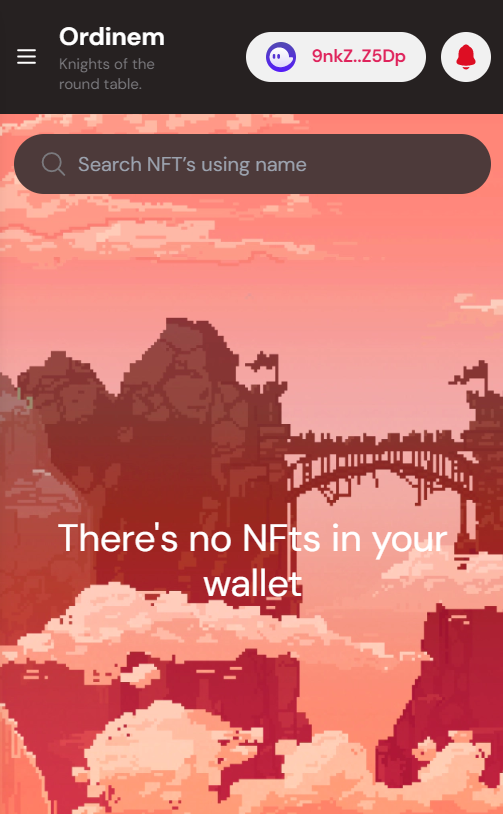 Ordinem
Knights of the
round table.
9nkZ..Z5Dp
Search NFT’s using name
There's no NFts in your
wallet